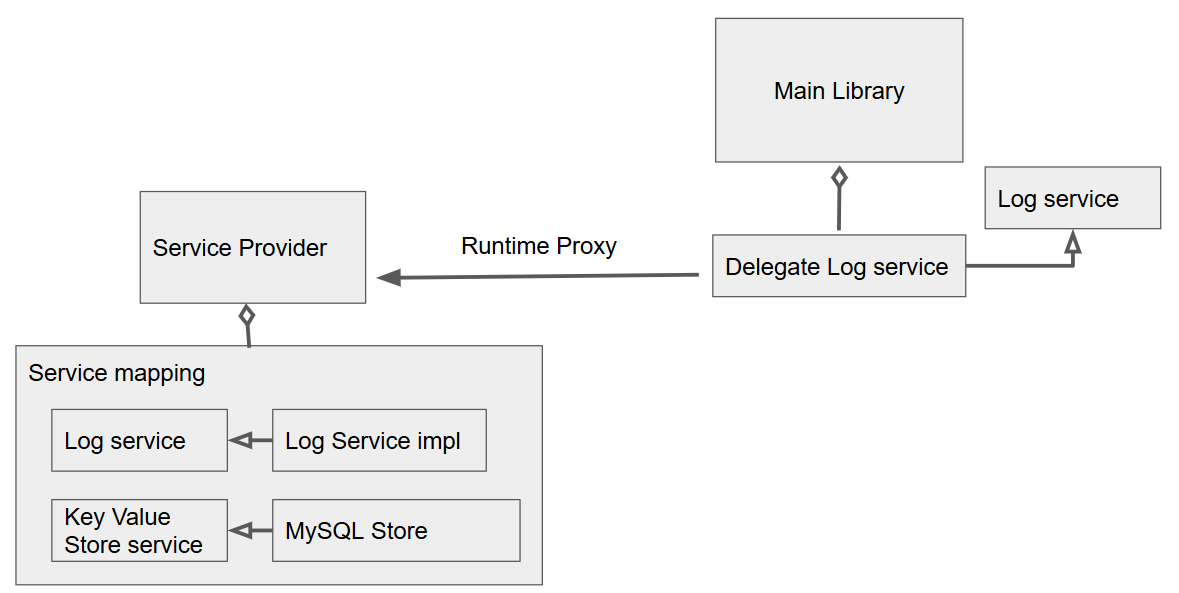 Main Library
Log service
Service Provider
Runtime Proxy
Delegate Log service
Service mapping
Log service
Log Service impl
Key Value
Store service
MySQL Store